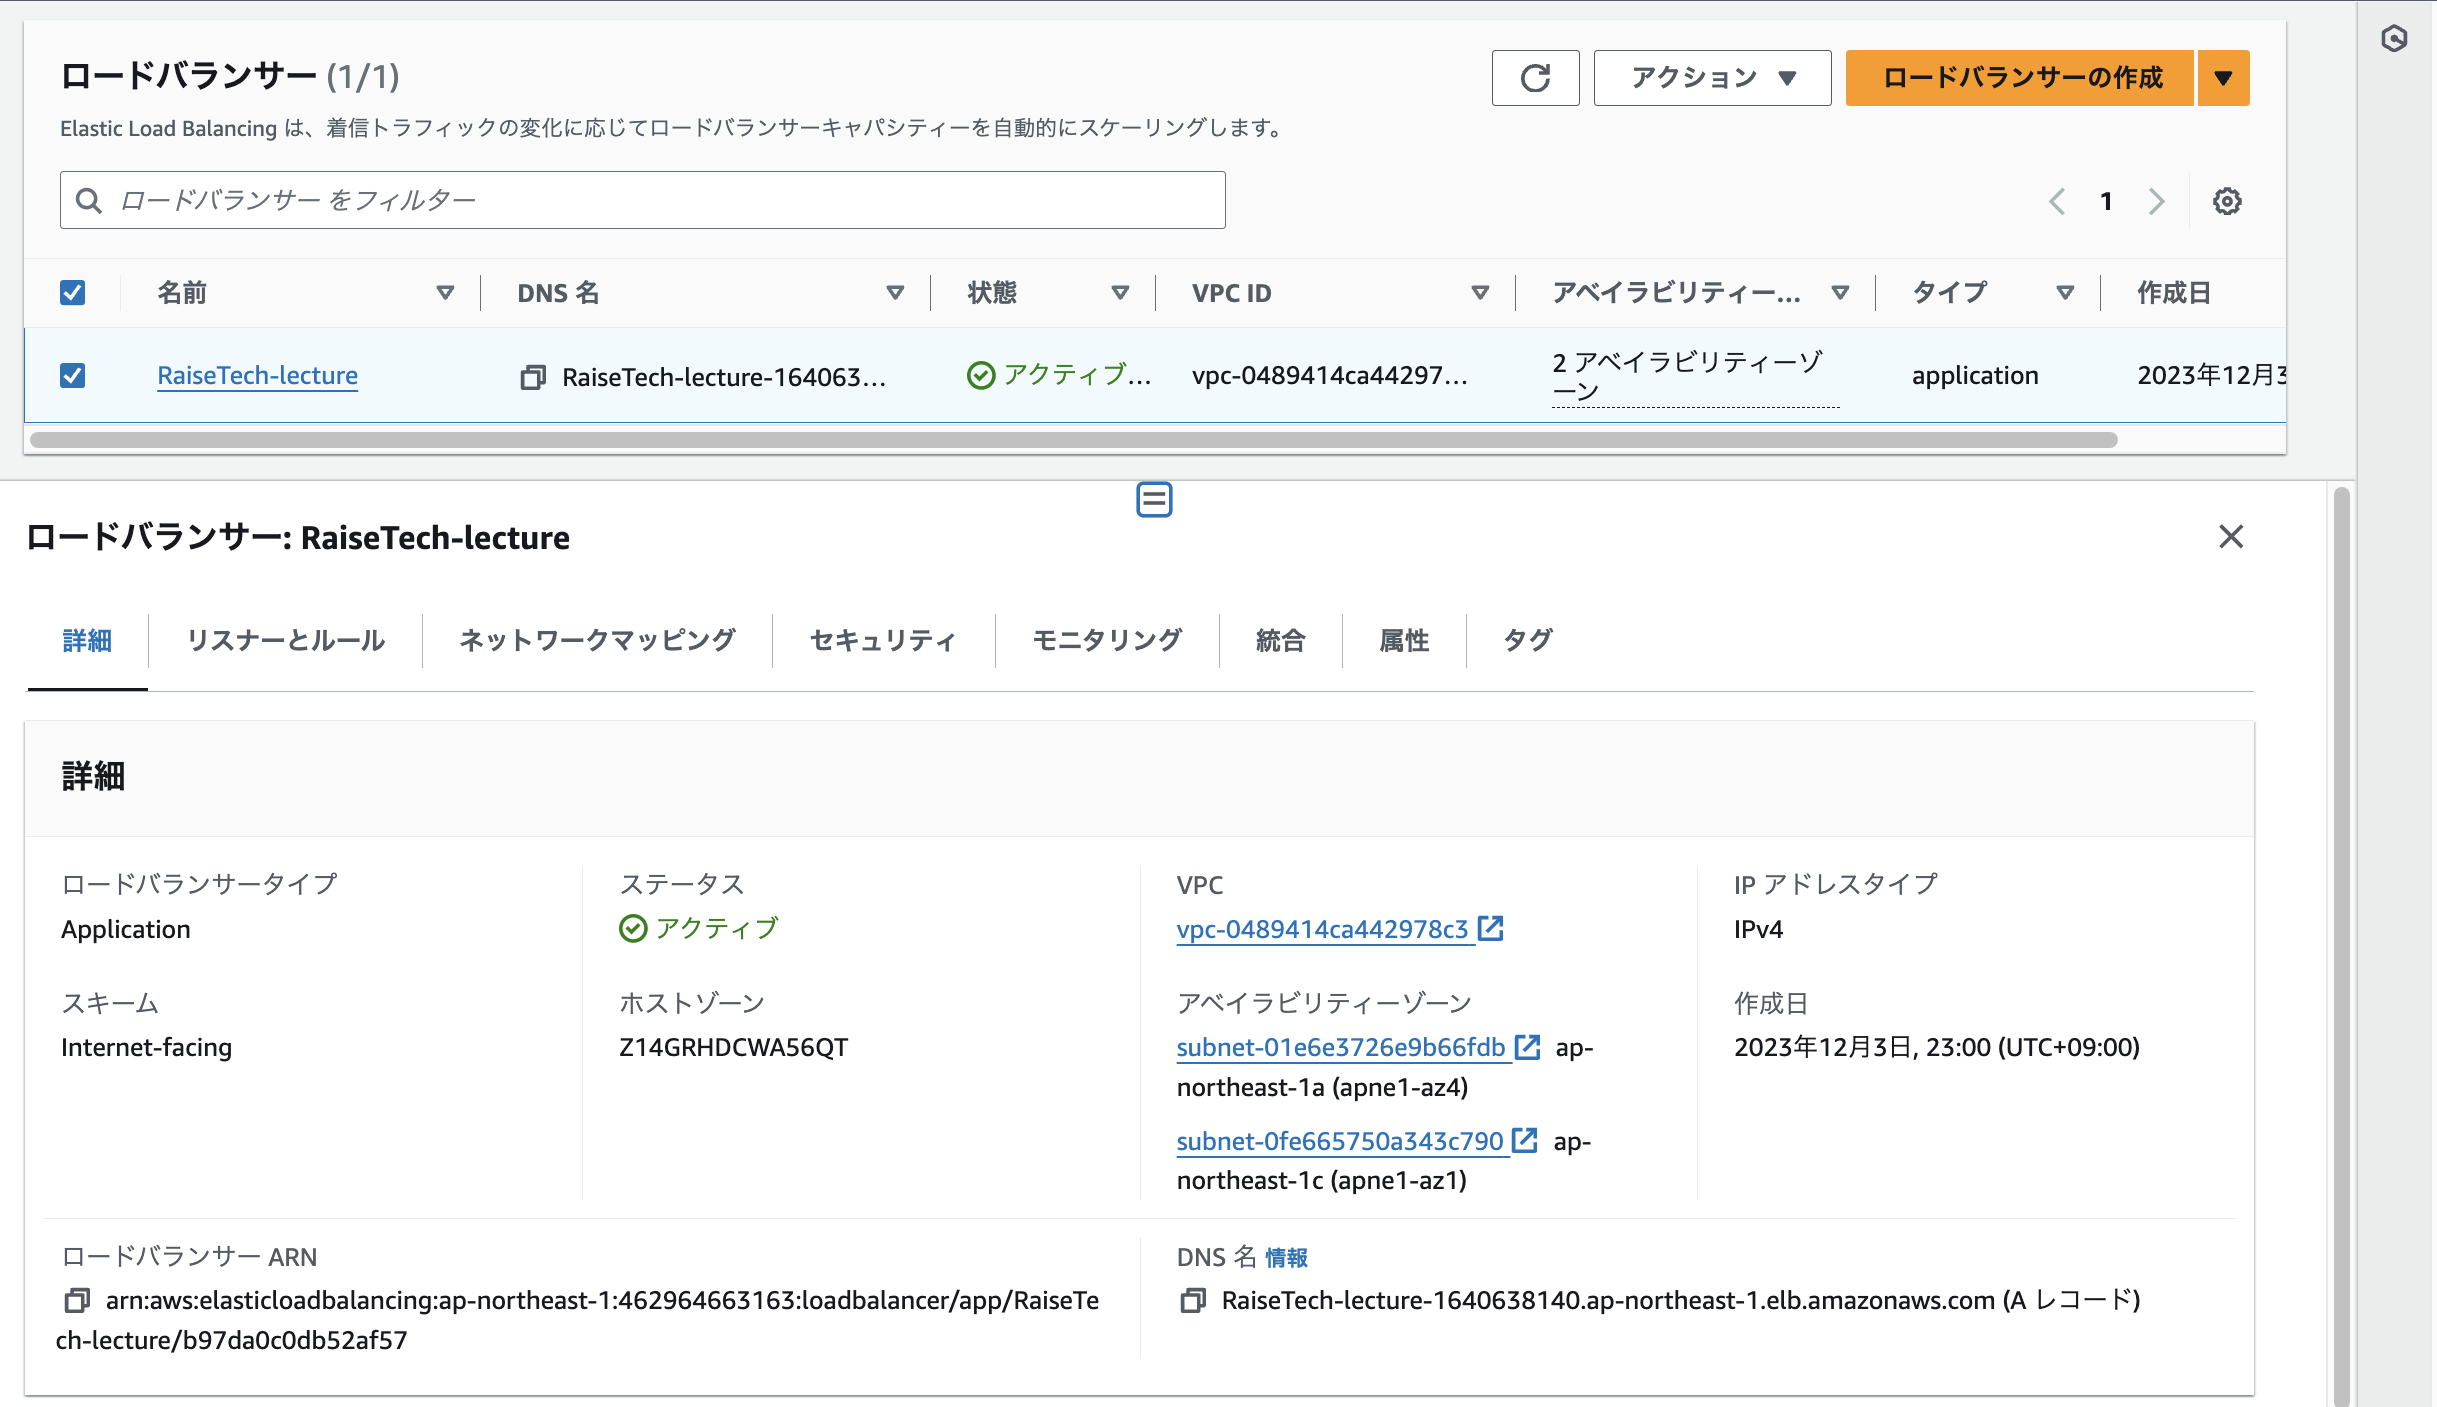 ロードバランサー (1/1)
アクション
ロードバランサーの作成
Elastic Load Balancing は、着信トラフィックの変化に応じてロードバランサーキャパシティーを自動的にスケーリングします。
ロードバランサー をフィルター
1
名前 DNS 名 状態 VPC ID アベイラビリティー... タイプ 作成日
RaiseTech-lecture RaiseTech-lecture-164063... アクティブ... vpc-0489414ca44297... 2 アベイラビリティーゾ application 2023年12月3
ーン
ロードバランサー: RaiseTech-lecture
詳細 リスナーとルール ネットワークマッピング セキュリティ モニタリング 統合 属性 タグ
詳細
ロードバランサータイプ
Application
スキーム
Internet-facing
ステータス
アクティブ
ホストゾーン
Z14GRHDCWA56QT
VPC
vpc-0489414ca442978c3
アベイラビリティーゾーン
subnet-01e6e3726e9b66fdb ap-
northeast-1a (apne1-az4)
subnet-0fe665750a343c790 ap-
northeast-1c (apne1-az1)
IP アドレスタイプ
IPv4
作成日
2023年12月3日, 23:00 (UTC+09:00)
ロードバランサー ARN
arn:aws:elasticloadbalancing:ap-northeast-1:462964663163:loadbalancer/app/RaiseTe
ch-lecture/b97da0c0db52af57
DNS 名 情報
RaiseTech-lecture-1640638140.ap-northeast-1.elb.amazonaws.com (A レコード)